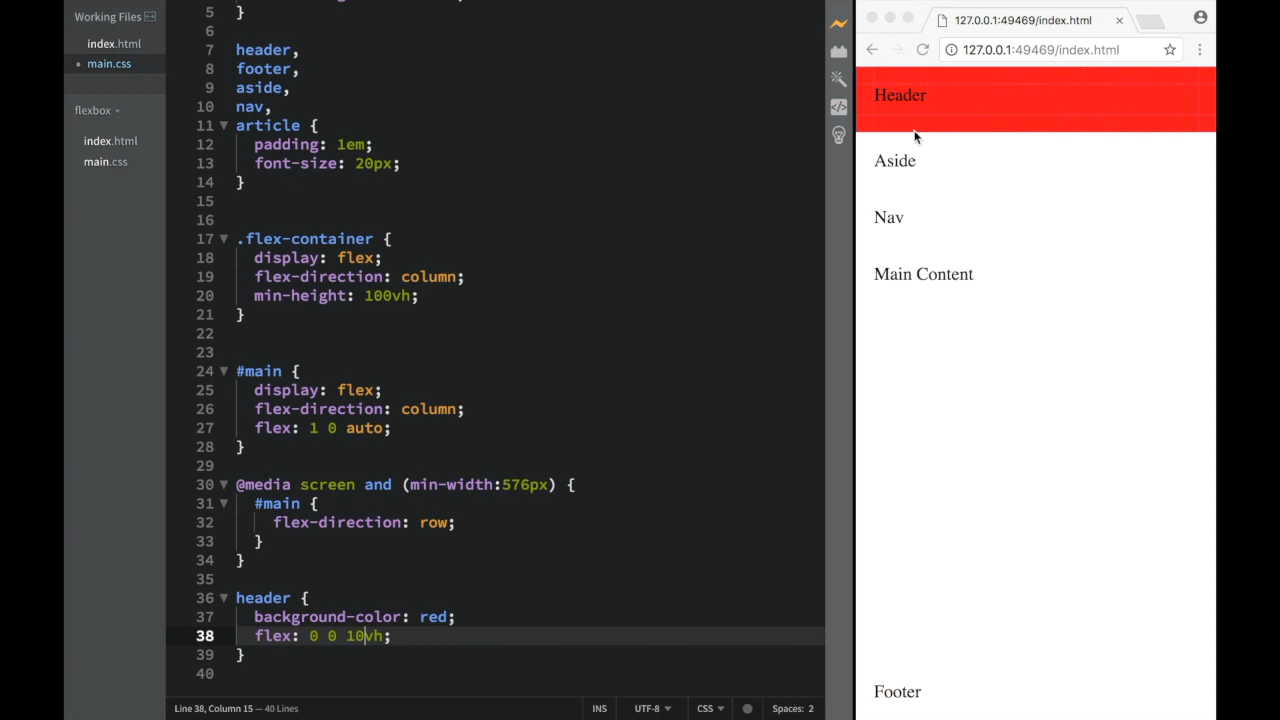 Working Files
index.html
main.css
flexbox
index.html
main.css
5 }
6
7 header,
8 footer,
9 aside,
10 nav,
11 article {
12 padding: 1em;
13 font-size: 20px;
14 }
15
16
17 .flex-container {
18 display: flex;
19 flex-direction: column;
20 min-height: 100vh;
21 }
22
23
24 #main {
25 display: flex;
26 flex-direction: column;
27 flex: 1 0 auto;
28 }
29
30 @media screen and (min-width:576px) {
31 #main {
32 flex-direction: row;
33 }
34 }
35
36 header {
37 background-color: red;
38 flex: 0 0 10vh;
39 }
40
Line 38, Column 15 — 40 Lines
INS
UTF-8
CSS
Spaces: 2
127.0.0.1:49469/index.html
127.0.0.1:49469/index.html
Header
Aside
Nav
Main Content
Footer